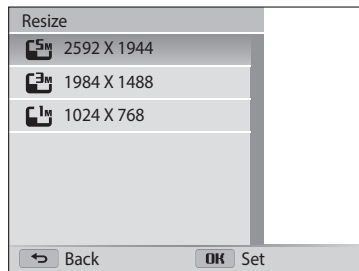 Resize
5M 2592 X 1944
3M 1984 X 1488
1M 1024 X 768
Back OK Set